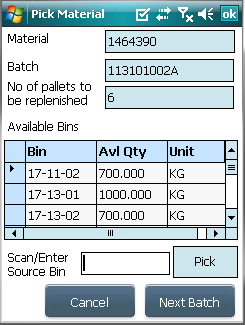 Pick Material ok
Material 1464390
Batch 113101002A
No of pallets to
be replenished 6
Available Bins
Bin Avl Qty Unit
17-11-02 700.000 KG
17-13-01 1000.000 KG
17-13-02 700.000 KG
Scan/Enter
Source Bin Pick
Cancel Next Batch